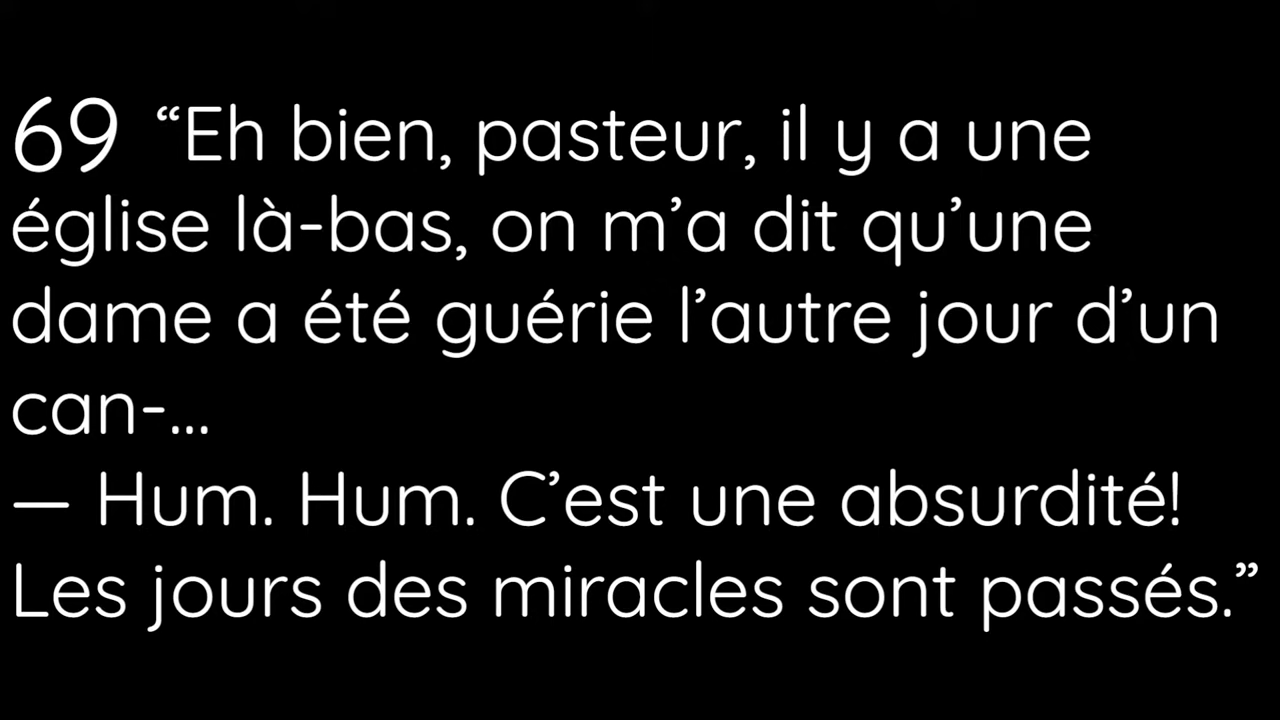 69 “Eh bien, pasteur, il y a une
église là-bas, on m’a dit qu’une
dame a été guérie l’autre jour d’un
can-...
— Hum. Hum. C’est une absurdité!
Les jours des miracles sont passés.”